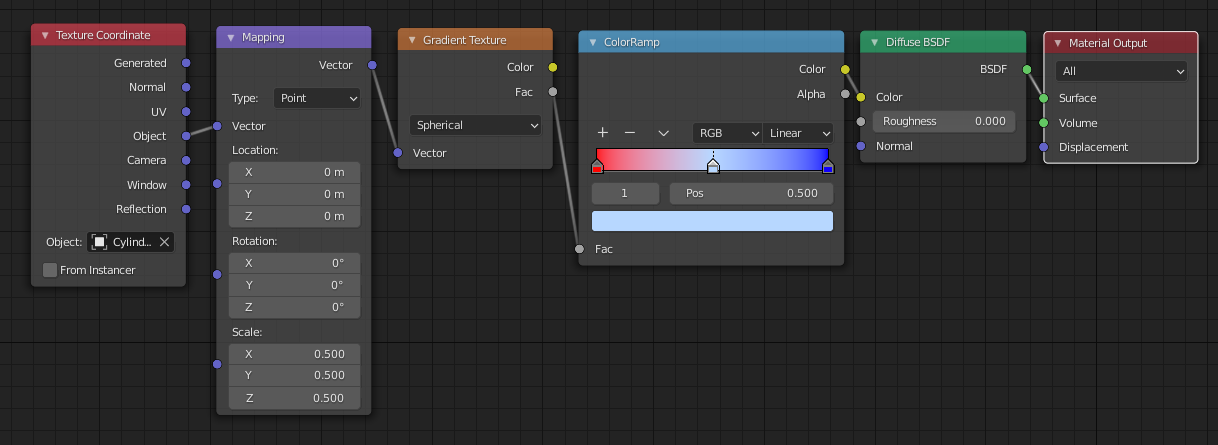 Texture Coordinate
Generated
Normal
UV
Object
Camera
Window
Reflection
Object: Cylind...
From Instancer
Mapping
Vector
Type: Point
Vector
Location:
X 0 m
Y 0 m
Z 0 m
Rotation:
X 0°
Y 0°
Z 0°
Scale:
X 0.500
Y 0.500
Z 0.500
Gradient Texture
Color
Fac
Spherical
Vector
ColorRamp
Color
Alpha
RGB Linear
1 Pos 0.500
Fac
Diffuse BSDF
BSDF
Color
Roughness 0.000
Normal
Material Output
All
Surface
Volume
Displacement